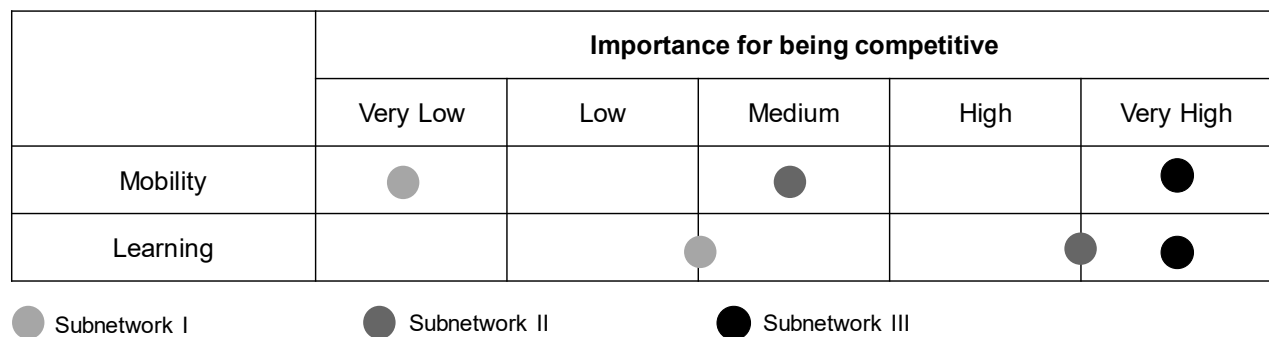 Importance for being competitive
Very Low Low Medium High Very High
Mobility
Learning
Subnetwork I Subnetwork II Subnetwork III